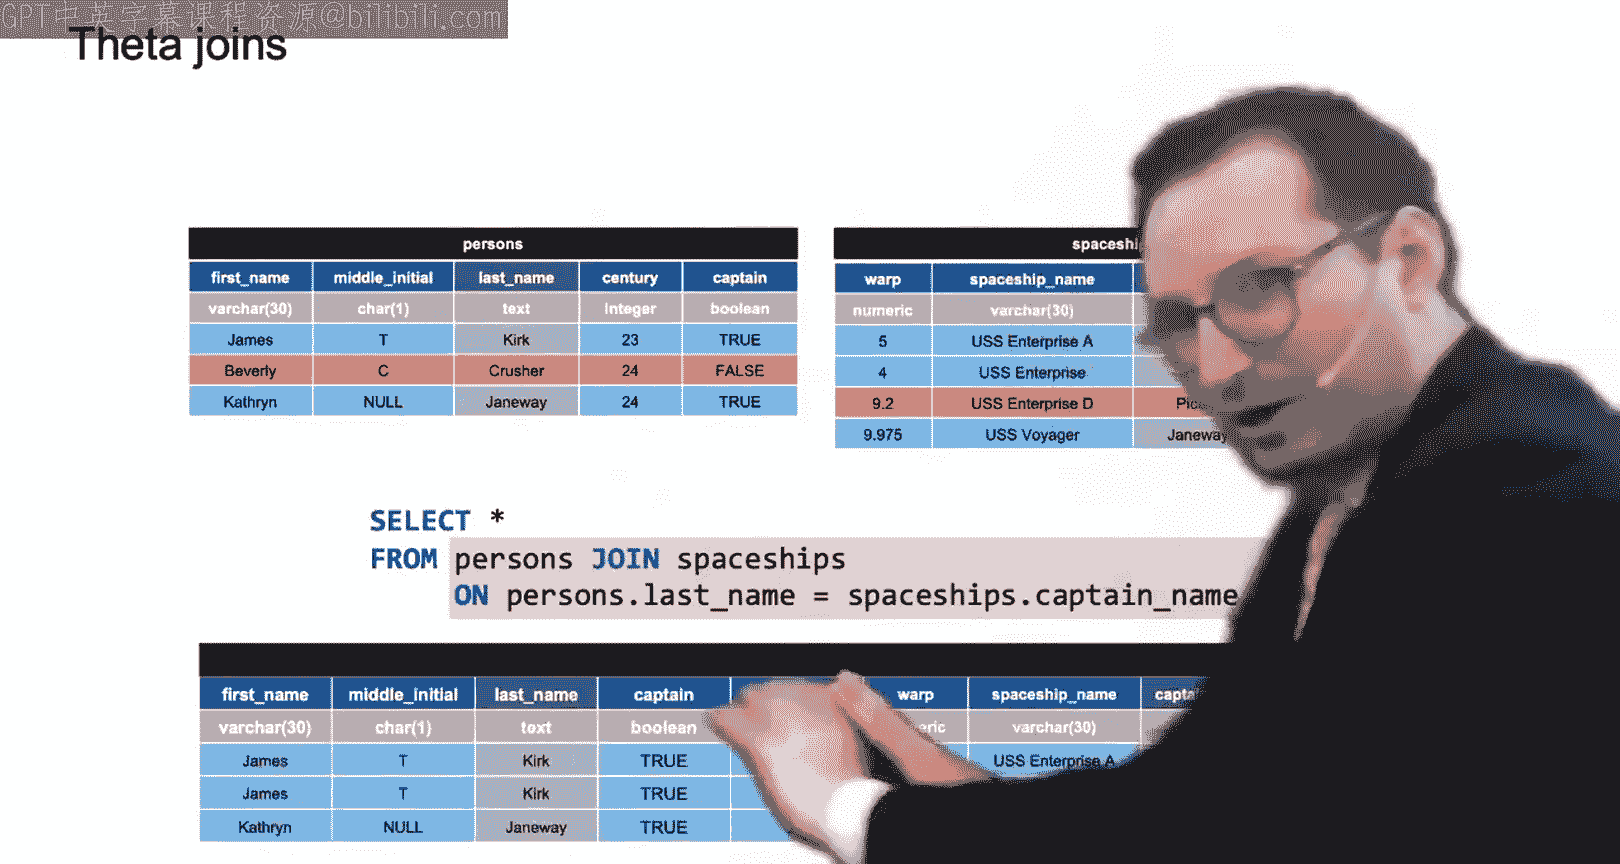 GPT中英字幕课程资源@bilibili.com
Theta joins
persons
first_name middle_initial last_name century captain
varchar(30) char(1) text integer boolean
James T Kirk 23 TRUE
Beverly C Crusher 24 FALSE
Kathryn NULL Janeway 24 TRUE
warp spaceship_name
numeric varchar(30)
5 USS Enterprise A
4 USS Enterprise
9.2 USS Enterprise D
9.975 USS Voyager Janeway
SELECT *
FROM persons JOIN spaceships
ON persons.last_name = spaceships.captain_name
first_name middle_initial last_name captain warp spaceship_name
varchar(30) char(1) text boolean varchar(30)
James T Kirk TRUE USS Enterprise A
James T Kirk TRUE
Kathryn NULL Janeway TRUE